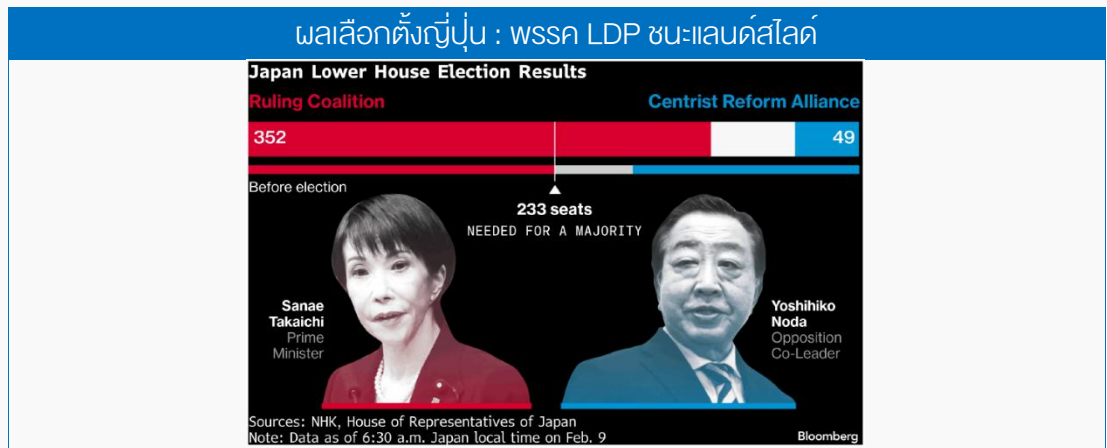 ผลเลือกตั้งญี่ปุ่น : พรรค LDP ชนะแลนด์สไลด์
Japan Lower House Election Results
Ruling Coalition
Centrist Reform Alliance
352
49
Before election
233 seats
NEEDED FOR A MAJORITY
Sanae
Takaichi
Prime
Minister
Yoshihiko
Noda
Opposition
Co-Leader
Sources: NHK, House of Representatives of Japan
Note: Data as of 6:30 a.m. Japan local time on Feb. 9
Bloomberg